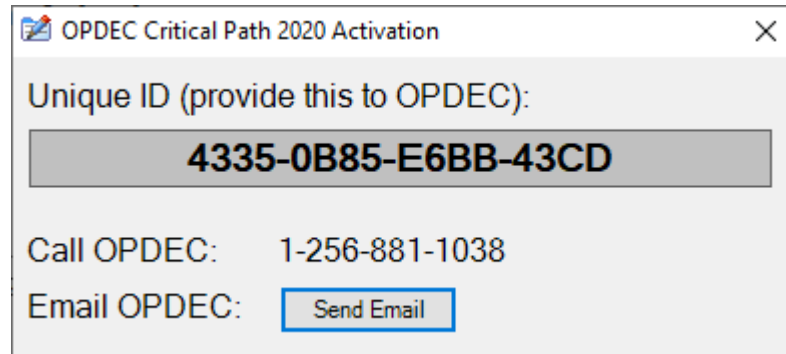 OPDEC Critical Path 2020 Activation
Unique ID (provide this to OPDEC):
4335-0B85-E6BB-43CD
Call OPDEC: 1-256-881-1038
Email OPDEC: Send Email